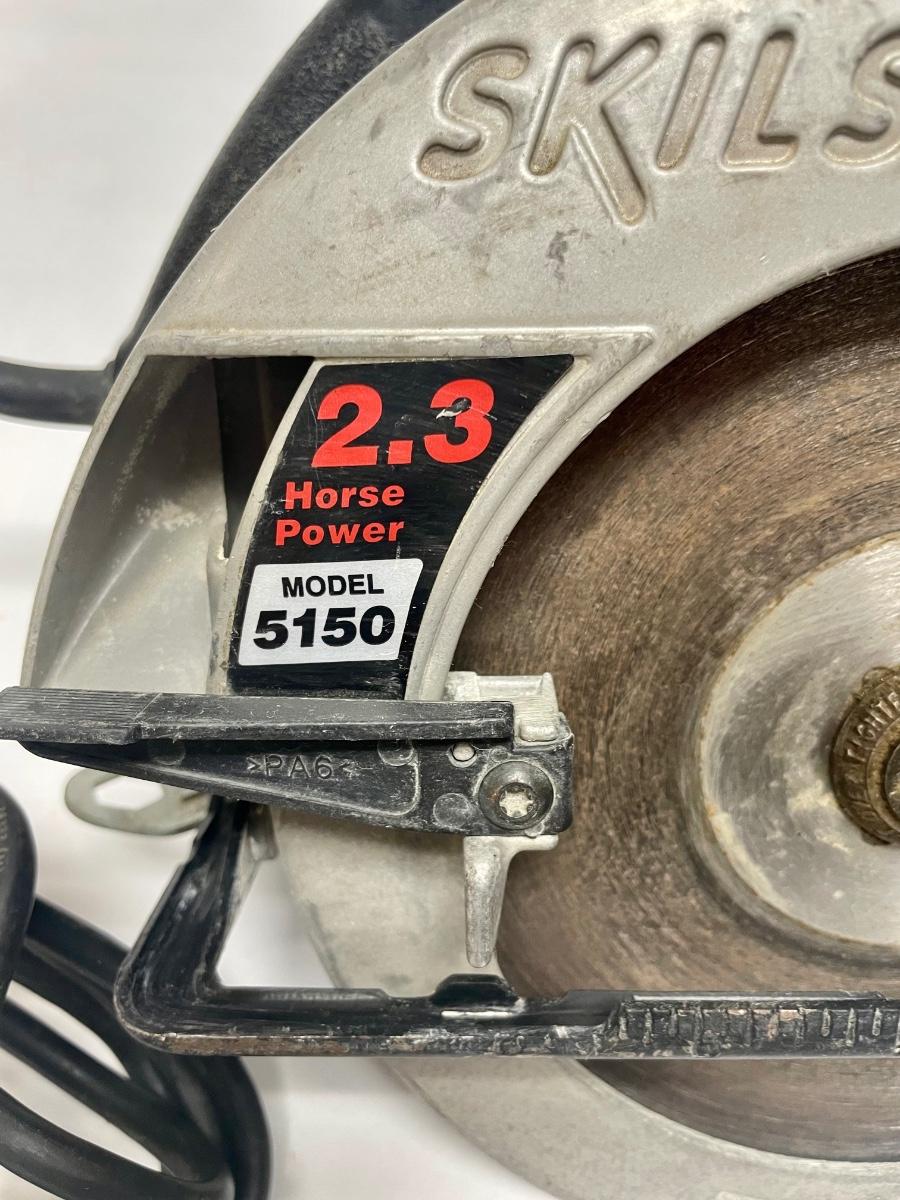 SKILS
2.3
Horse
Power
MODEL
5150
>PA6<